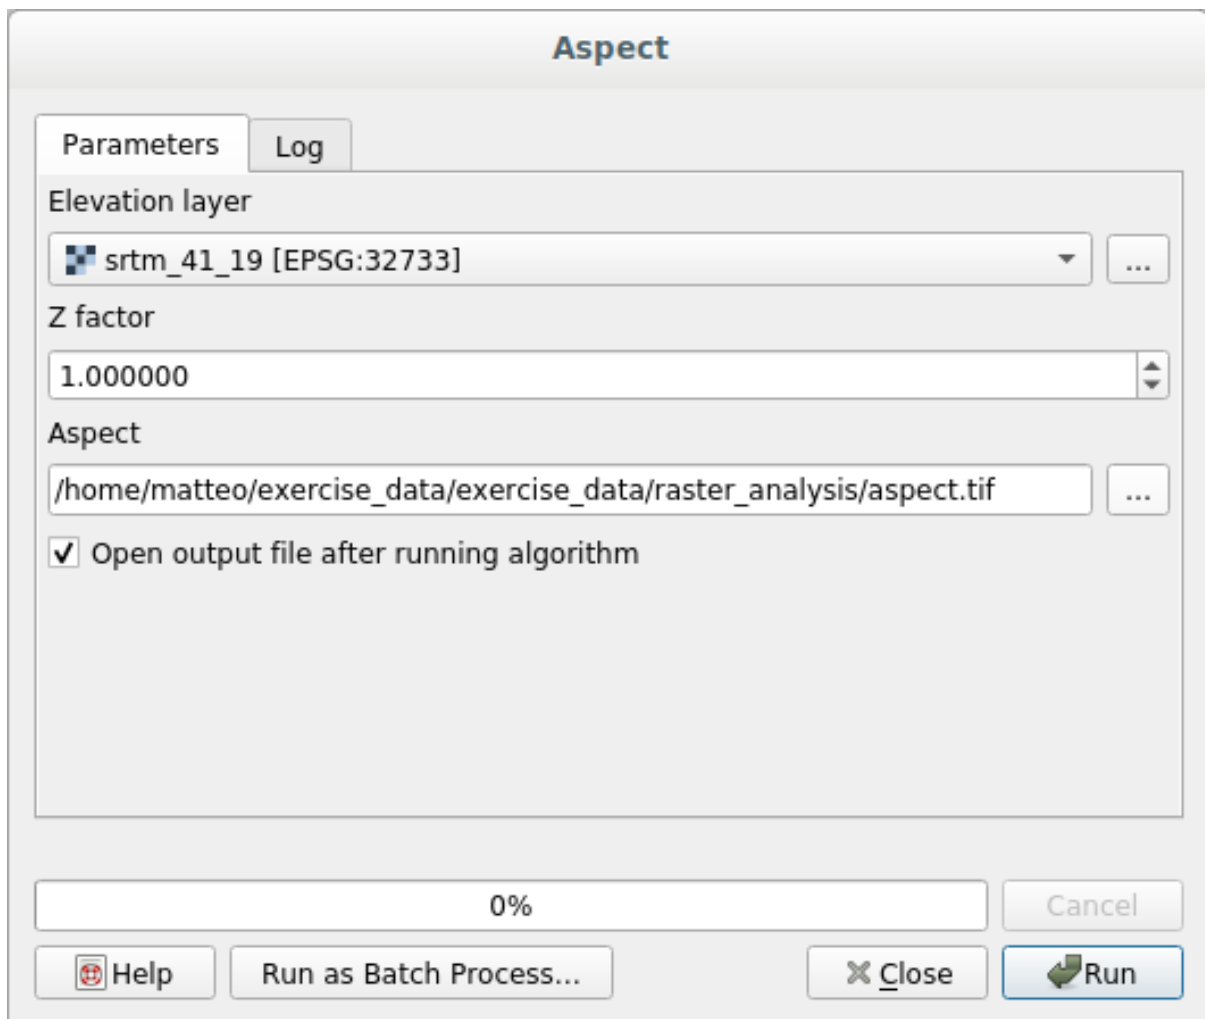 Aspect
Parameters Log
Elevation layer
srtm_41_19 [EPSG:32733] ...
Z factor
1.000000
Aspect
/home/matteo/exercise_data/exercise_data/raster_analysis/aspect.tif ...
Open output file after running algorithm
0% Cancel
Help Run as Batch Process... Close Run